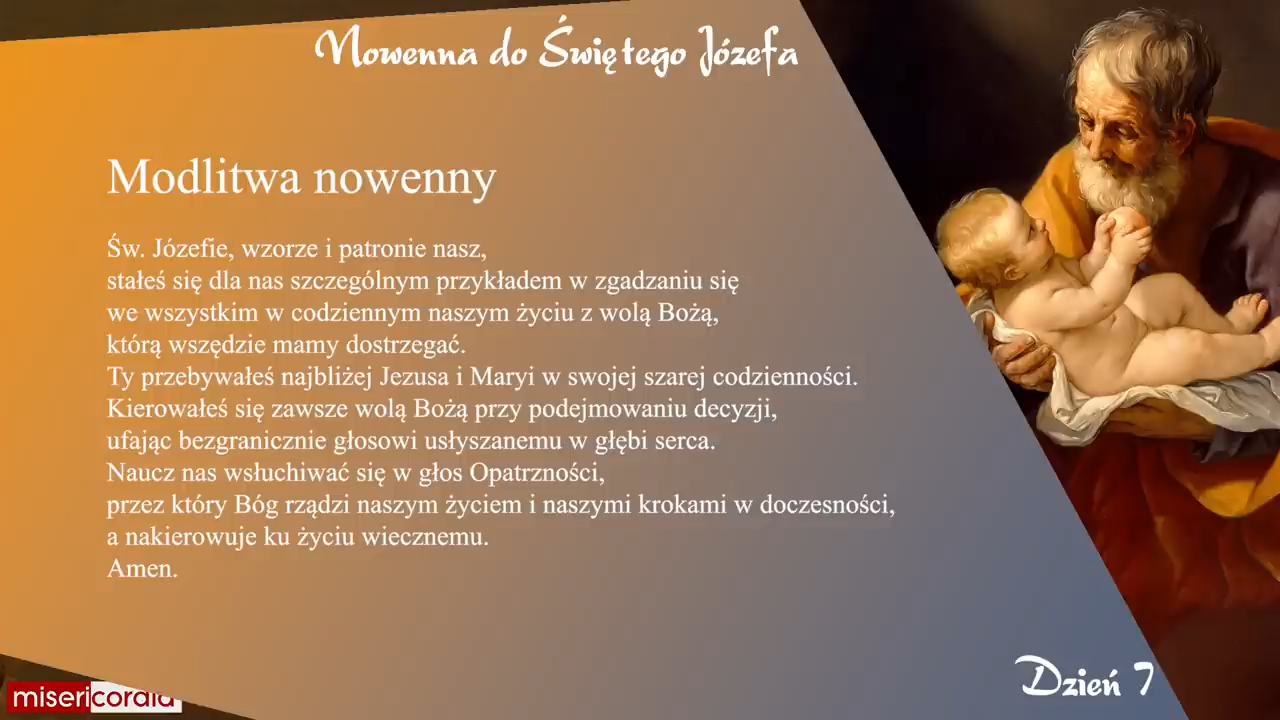 Nowenna do Świętego Józefa
Modlitwa nowenny
Św. Józefie, wzorze i patronie nasz,
stałeś się dla nas szczególnym przykładem w zgadzaniu się
we wszystkim w codziennym naszym życiu z wolą Bożą,
którą wszędzie mamy dostrzegać.
Ty przebywałeś najbliżej Jezusa i Maryi w swojej szarej codzienności.
Kierowałeś się zawsze wolą Bożą przy podejmowaniu decyzji,
ufając bezgranicznie głosowi usłyszanemu w głębi serca.
Naucz nas wsłuchiwać się w głos Opatrzności,
przez który Bóg rządzi naszym życiem i naszymi krokami w doczesności,
a nakierowuje ku życiu wiecznemu.
Amen.
Dzień 7
misericordia